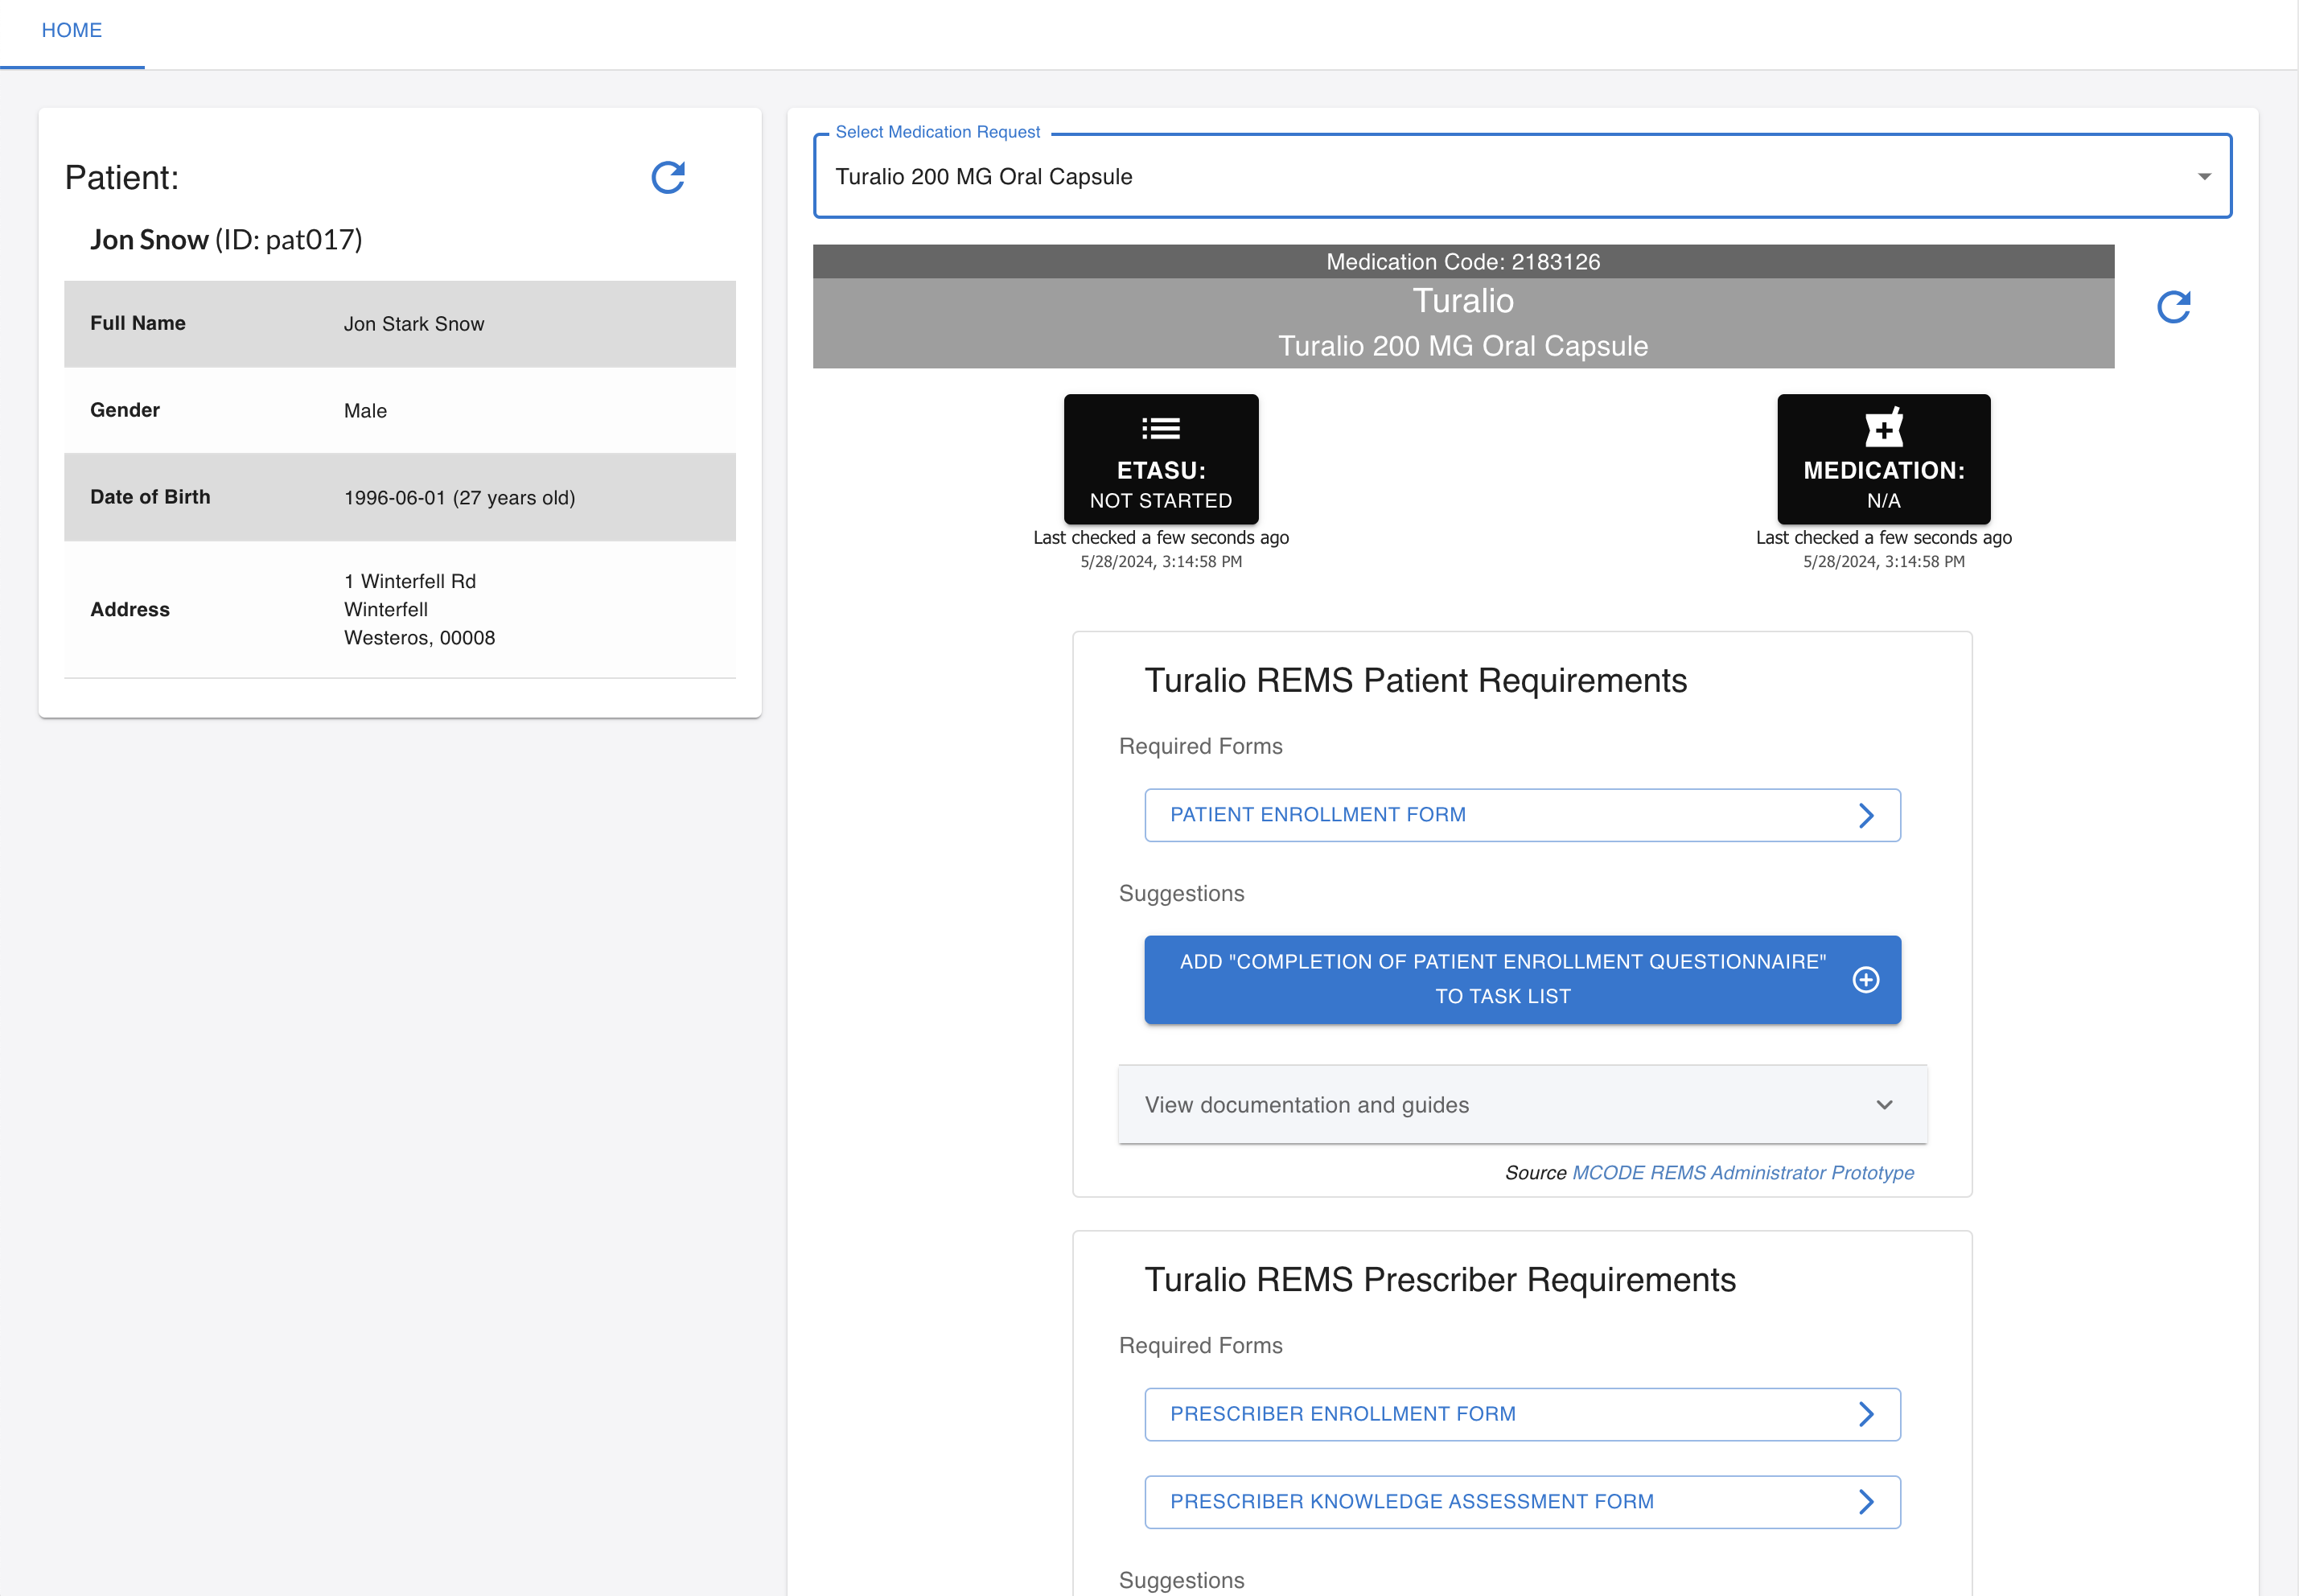 HOME
Patient:
Jon Snow (ID: pat017)
Full Name Jon Stark Snow
Gender Male
Date of Birth 1996-06-01 (27 years old)
Address 1 Winterfell Rd
Winterfell
Westeros, 00008
Select Medication Request
Turalio 200 MG Oral Capsule
Medication Code: 2183126
Turalio
Turalio 200 MG Oral Capsule
ETASU:
NOT STARTED
Last checked a few seconds ago
5/28/2024, 3:14:58 PM
MEDICATION:
N/A
Last checked a few seconds ago
5/28/2024, 3:14:58 PM
Turalio REMS Patient Requirements
Required Forms
PATIENT ENROLLMENT FORM
Suggestions
ADD "COMPLETION OF PATIENT ENROLLMENT QUESTIONNAIRE"
TO TASK LIST
View documentation and guides
Source MCODE REMS Administrator Prototype
Turalio REMS Prescriber Requirements
Required Forms
PRESCRIBER ENROLLMENT FORM
PRESCRIBER KNOWLEDGE ASSESSMENT FORM
Suggestions